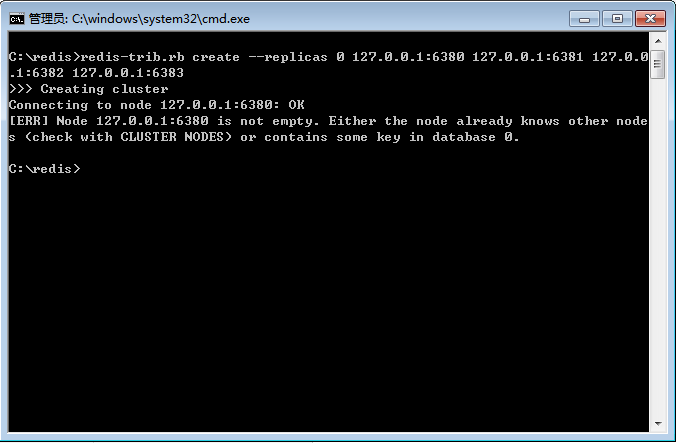 管理员: C:\windows\system32\cmd.exe
C:\redis>redis-trib.rb create --replicas 0 127.0.0.1:6380 127.0.0.1:6381 127.0.0
.1:6382 127.0.0.1:6383
>>> Creating cluster
Connecting to node 127.0.0.1:6380: OK
[ERR] Node 127.0.0.1:6380 is not empty. Either the node already knows other node
s (check with CLUSTER NODES) or contains some key in database 0.
C:\redis>